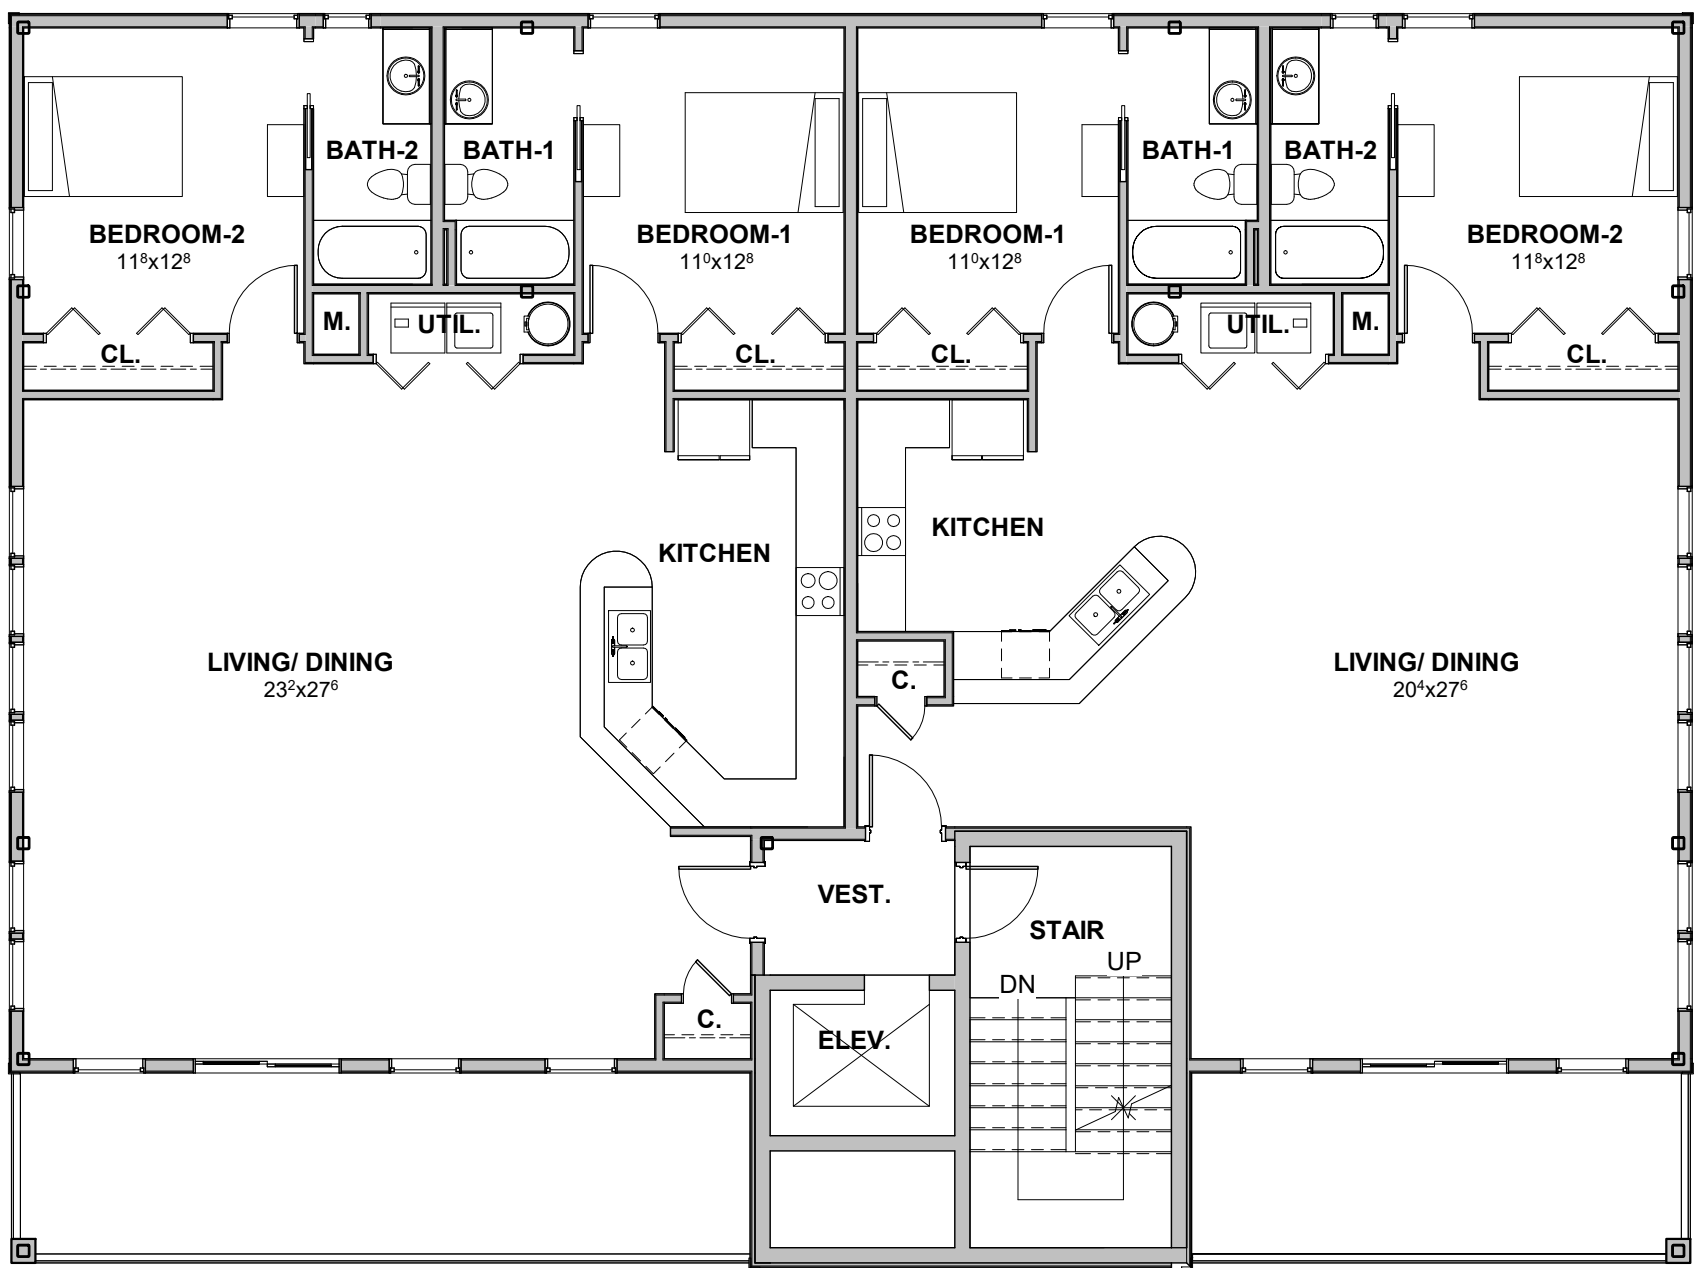 BATH-2
BATH-1
BATH-1
BATH-2
BEDROOM-2
11⁸x12⁸
BEDROOM-1
11⁰x12⁸
BEDROOM-1
11⁰x12⁸
BEDROOM-2
11⁸x12⁸
M.
UTIL.
UTIL.
M.
CL.
CL.
CL.
CL.
KITCHEN
KITCHEN
LIVING/ DINING
23²x27⁶
C.
LIVING/ DINING
20⁴x27⁶
VEST.
STAIR
UP
DN
C.
ELEV.